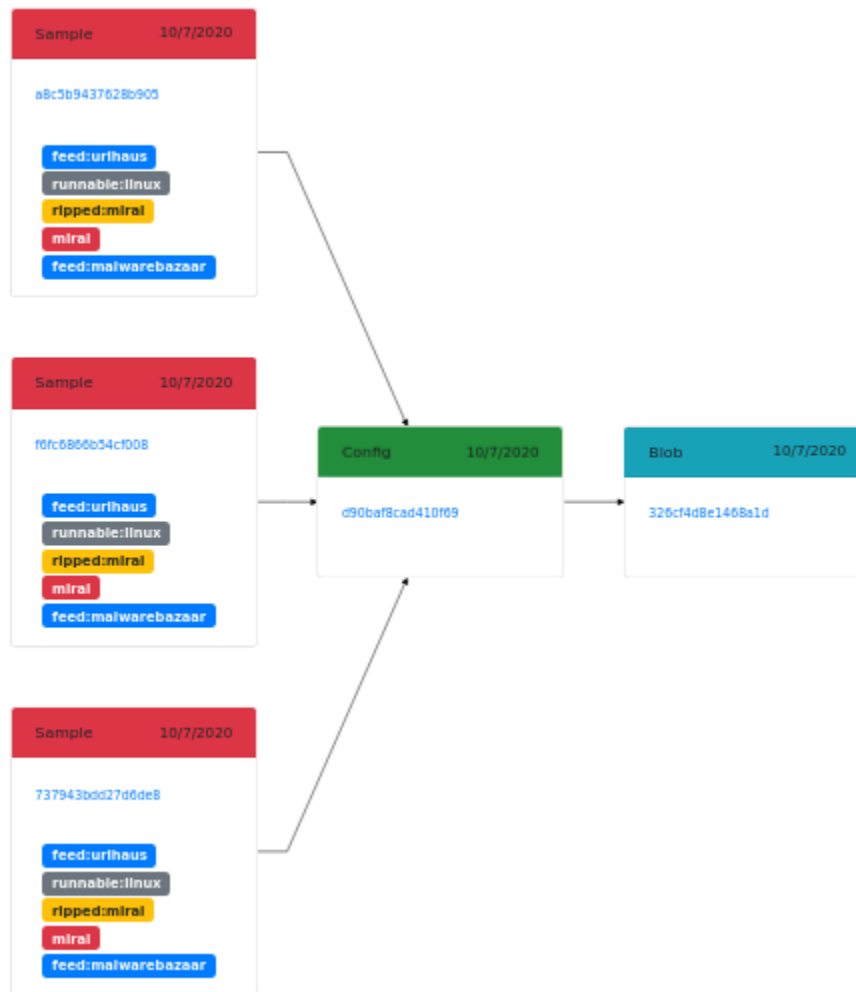 Sample 10/7/2020
a8c5b9437628b905
feed:urlhaus
runnable:linux
ripped:mirai
mirai
feed:malwarebazaar
Sample 10/7/2020
f6fc6866b54cf008
feed:urlhaus
runnable:linux
ripped:mirai
mirai
feed:malwarebazaar
Config 10/7/2020
d90baf8cad410f69
Blob 10/7/2020
326cf4d8e1468a1d
Sample 10/7/2020
737943bdd27d6de8
feed:urlhaus
runnable:linux
ripped:mirai
mirai
feed:malwarebazaar